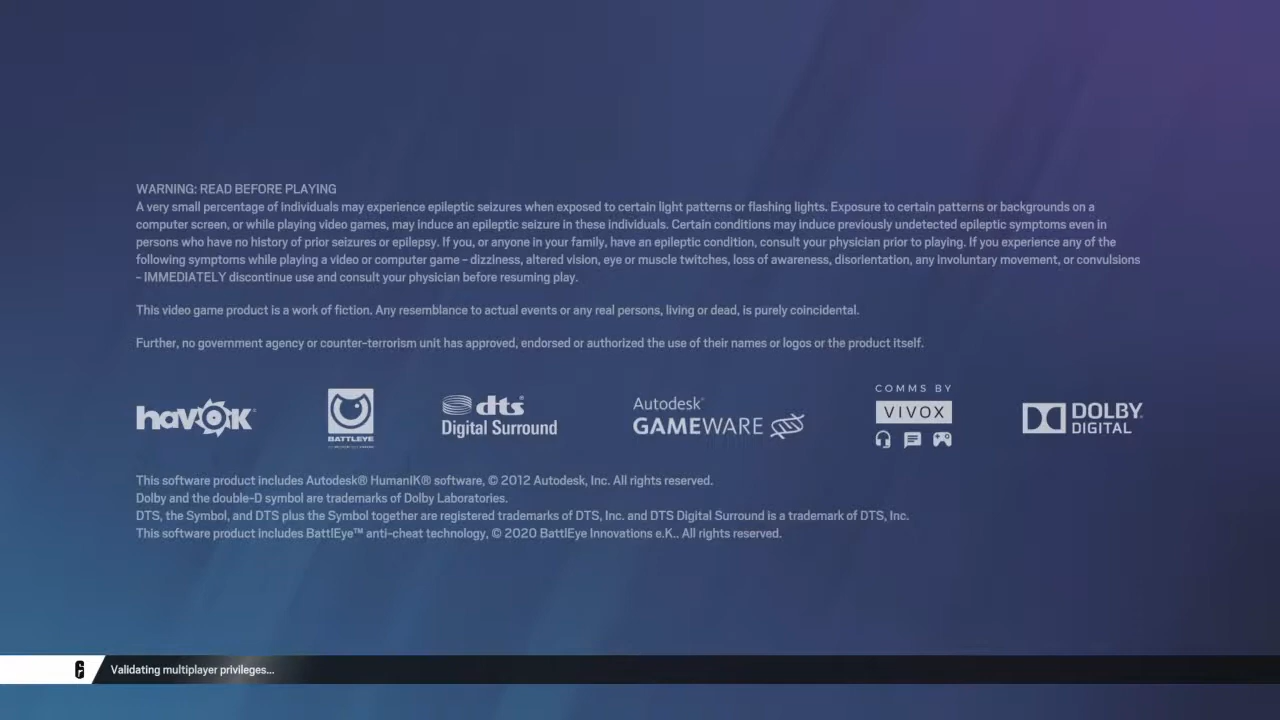 WARNING: READ BEFORE PLAYING
A very small percentage of individuals may experience epileptic seizures when exposed to certain light patterns or flashing lights. Exposure to certain patterns or backgrounds on a
computer screen, or while playing video games, may induce an epileptic seizure in these individuals. Certain conditions may induce previously undetected epileptic symptoms even in
persons who have no history of prior seizures or epilepsy. If you, or anyone in your family, have an epileptic condition, consult your physician prior to playing. If you experience any of the
following symptoms while playing a video or computer game - dizziness, altered vision, eye or muscle twitches, loss of awareness, disorientation, any involuntary movement, or convulsions
- IMMEDIATELY discontinue use and consult your physician before resuming play.
This video game product is a work of fiction. Any resemblance to actual events or any real persons, living or dead, is purely coincidental.
Further, no government agency or counter-terrorism unit has approved, endorsed or authorized the use of their names or logos or the product itself.
havok
BATTLEYE
dts
Digital Surround
Autodesk®
GAMEWARE
COMMS BY
VIVOX
DOLBY
DIGITAL
This software product includes Autodesk® HumanIK® software, © 2012 Autodesk, Inc. All rights reserved.
Dolby and the double-D symbol are trademarks of Dolby Laboratories.
DTS, the Symbol, and DTS plus the Symbol together are registered trademarks of DTS, Inc. and DTS Digital Surround is a trademark of DTS, Inc.
This software product includes BattlEye™ anti-cheat technology, © 2020 BattlEye Innovations e.K.. All rights reserved.
6 Validating multiplayer privileges...